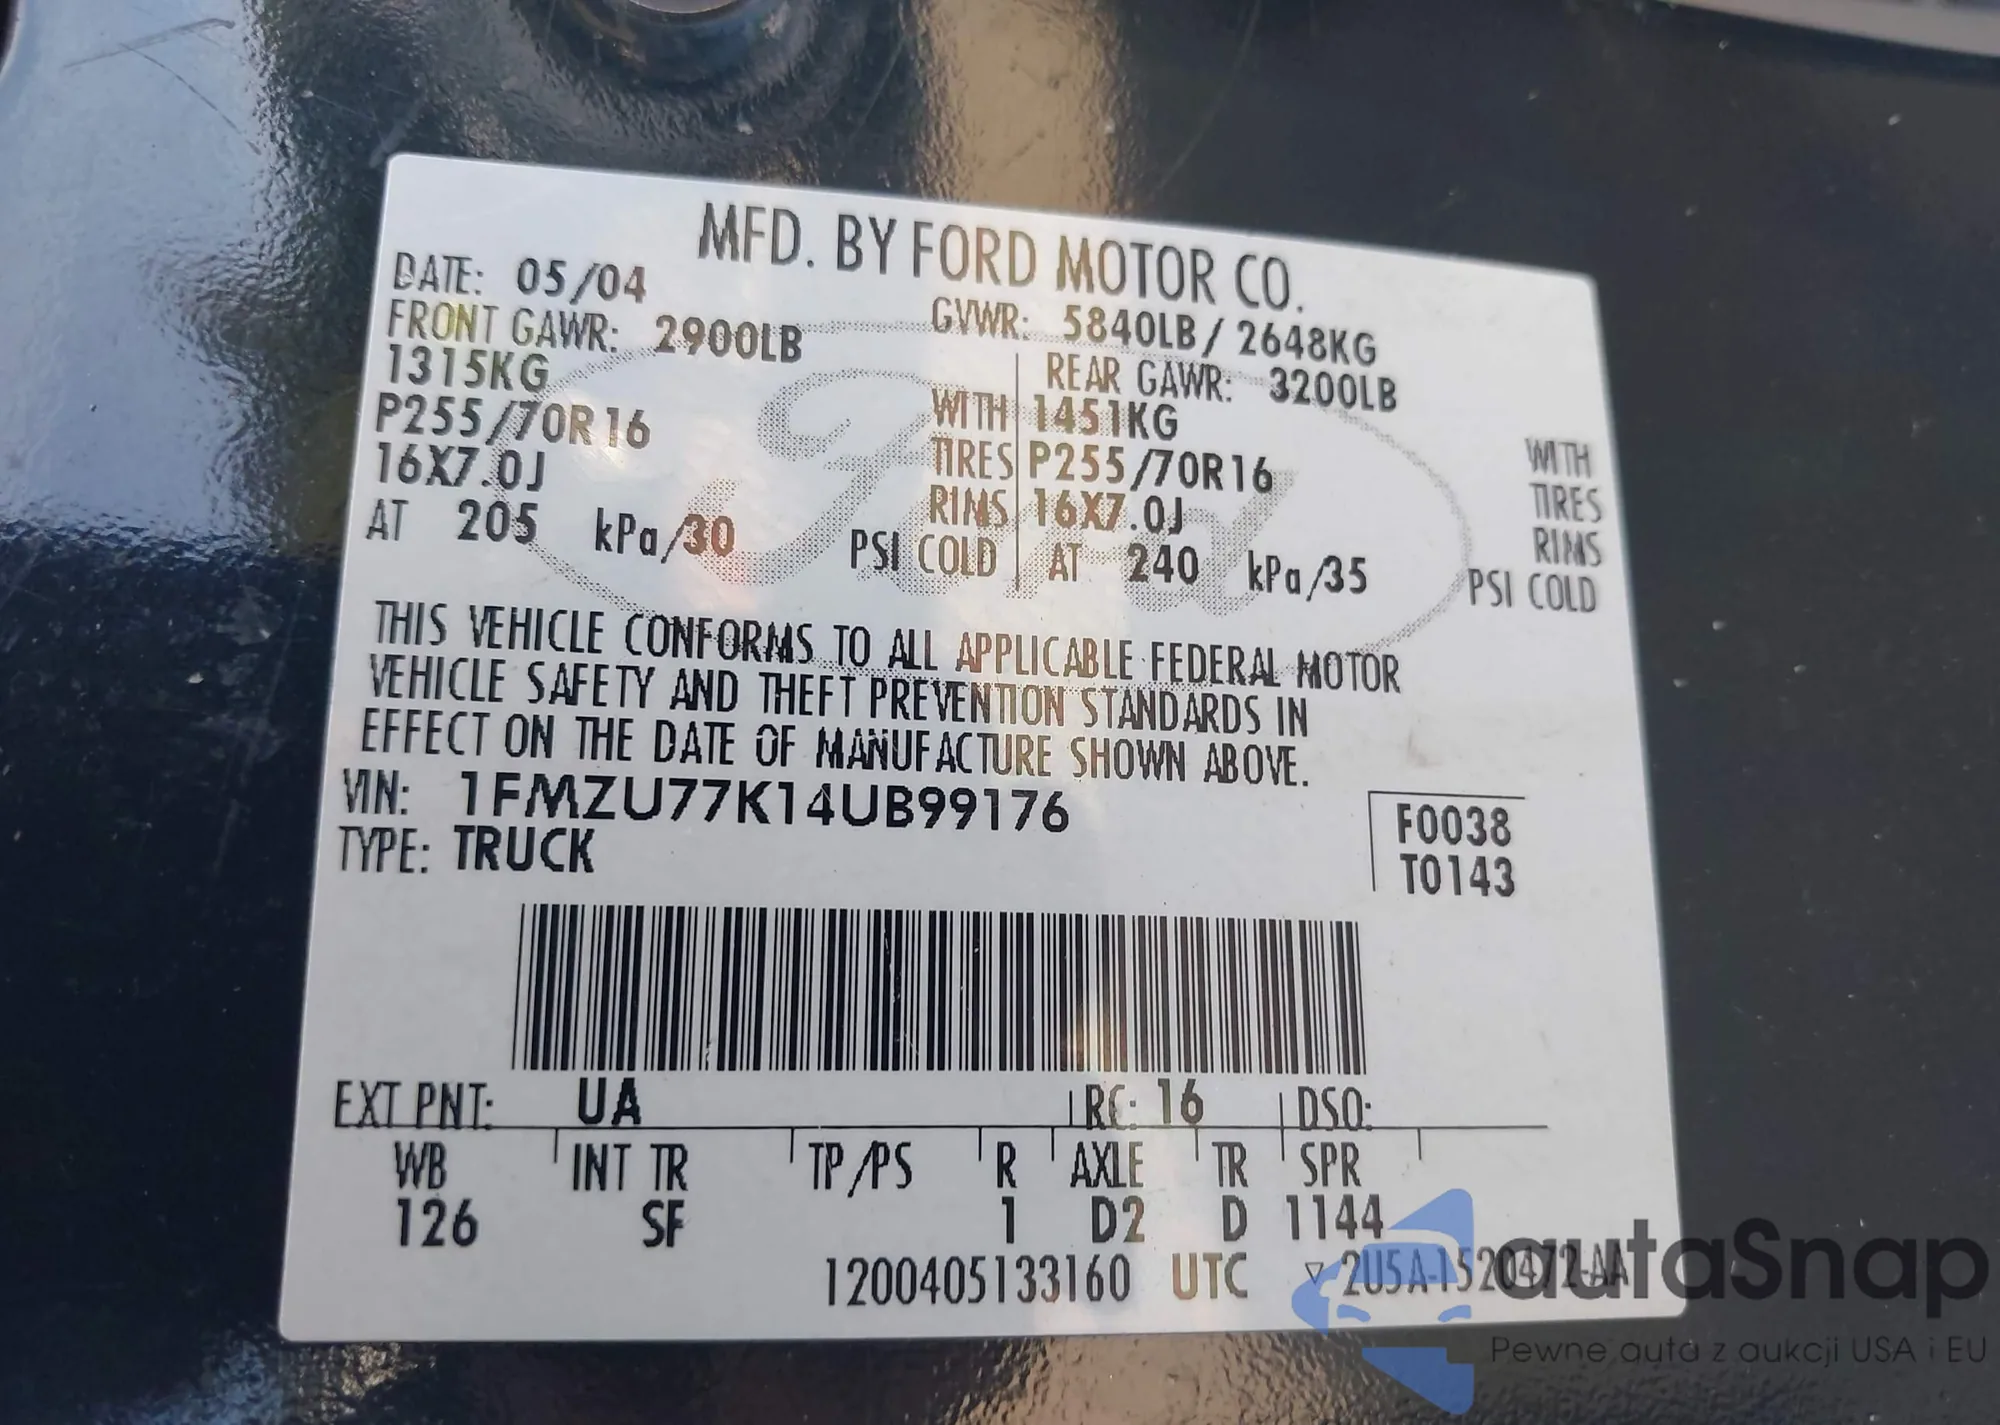 MFD. BY FORD MOTOR CO.
DATE: 05/04 GVWR: 5840LB / 2648KG
FRONT GAWR: 2900LB REAR GAWR: 3200LB
1315KG WITH 1451KG WITH
P255/70R16 TIRES P255/70R16 TIRES
16X7.0J RIMS 16X7.0J RIMS
AT 205 kPa/30 PSI COLD AT 240 kPa/35 PSI COLD
Ford
THIS VEHICLE CONFORMS TO ALL APPLICABLE FEDERAL MOTOR
VEHICLE SAFETY AND THEFT PREVENTION STANDARDS IN
EFFECT ON THE DATE OF MANUFACTURE SHOWN ABOVE.
VIN: 1FMZU77K14UB99176
TYPE: TRUCK
F0038
T0143
EXT PNT: UA RC: 16 DSO:
WB INT TR TP/PS R AXLE TR SPR
126 SF 1 D2 D 1144
1200405133160 UTC ▽ 2U5A-1520472-AA
autaSnap
Pewne auta z aukcji USA i EU